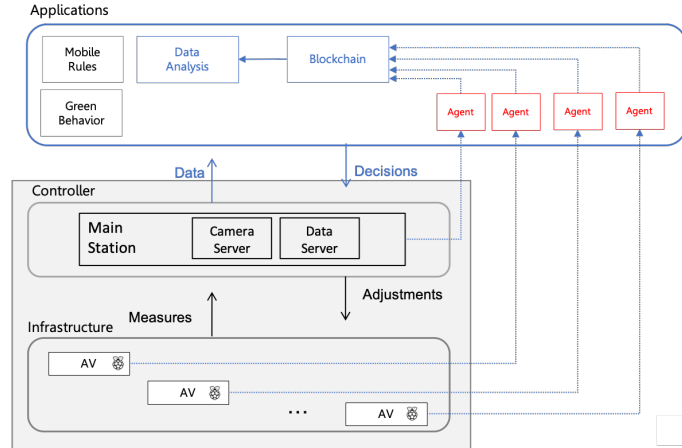 Applications
Mobile
Rules
Data
Analysis
Blockchain
Green
Behavior
Agent
Agent
Agent
Agent
Data
Decisions
Controller
Main
Station
Camera
Server
Data
Server
Measures
Adjustments
Infrastructure
AV
AV
...
AV